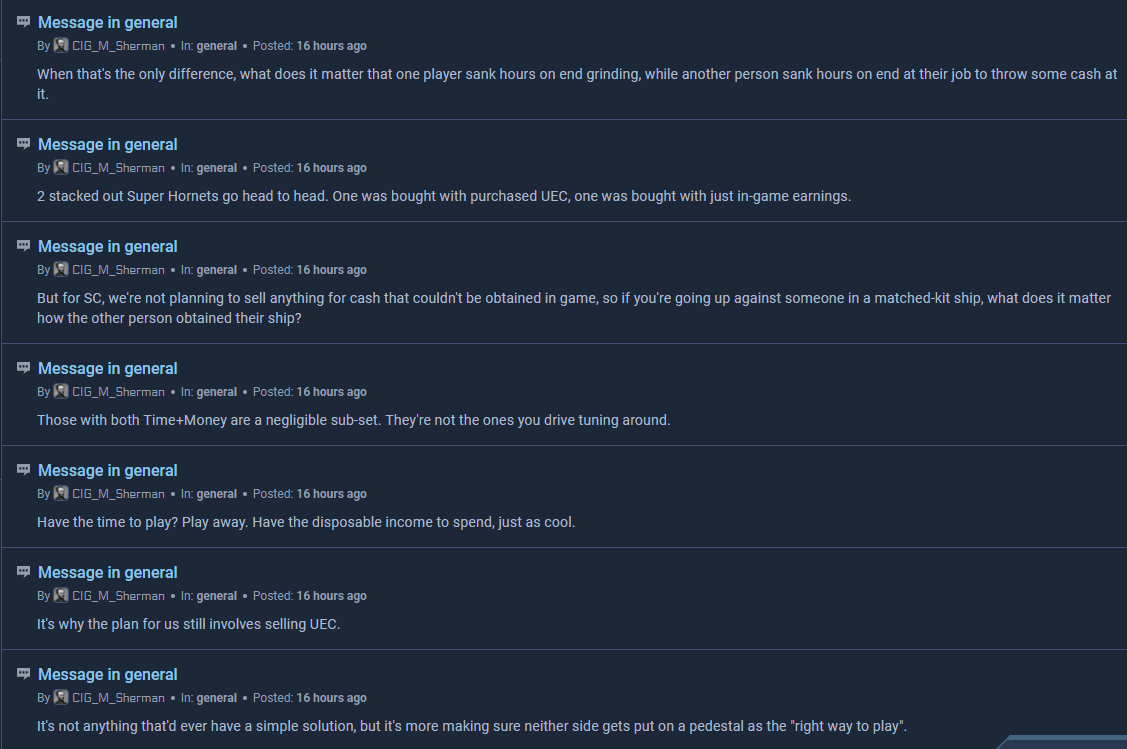 Message in general
By CIG_M_Sherman • In: general • Posted: 16 hours ago
When that's the only difference, what does it matter that one player sank hours on end grinding, while another person sank hours on end at their job to throw some cash at
it.
Message in general
By CIG_M_Sherman • In: general • Posted: 16 hours ago
2 stacked out Super Hornets go head to head. One was bought with purchased UEC, one was bought with just in-game earnings.
Message in general
By CIG_M_Sherman • In: general • Posted: 16 hours ago
But for SC, we're not planning to sell anything for cash that couldn't be obtained in game, so if you're going up against someone in a matched-kit ship, what does it matter
how the other person obtained their ship?
Message in general
By CIG_M_Sherman • In: general • Posted: 16 hours ago
Those with both Time+Money are a negligible sub-set. They're not the ones you drive tuning around.
Message in general
By CIG_M_Sherman • In: general • Posted: 16 hours ago
Have the time to play? Play away. Have the disposable income to spend, just as cool.
Message in general
By CIG_M_Sherman • In: general • Posted: 16 hours ago
It's why the plan for us still involves selling UEC.
Message in general
By CIG_M_Sherman • In: general • Posted: 16 hours ago
It's not anything that'd ever have a simple solution, but it's more making sure neither side gets put on a pedestal as the "right way to play".